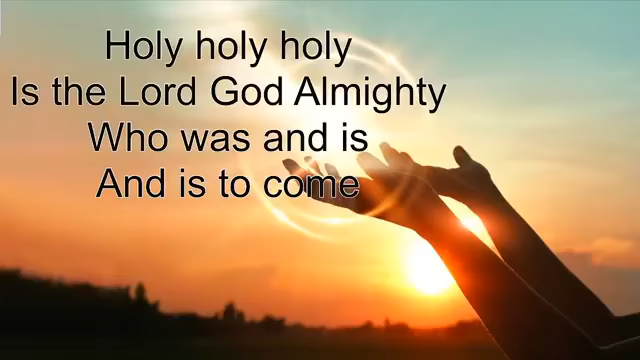 Holy holy holy
Is the Lord God Almighty
Who was and is
And is to come